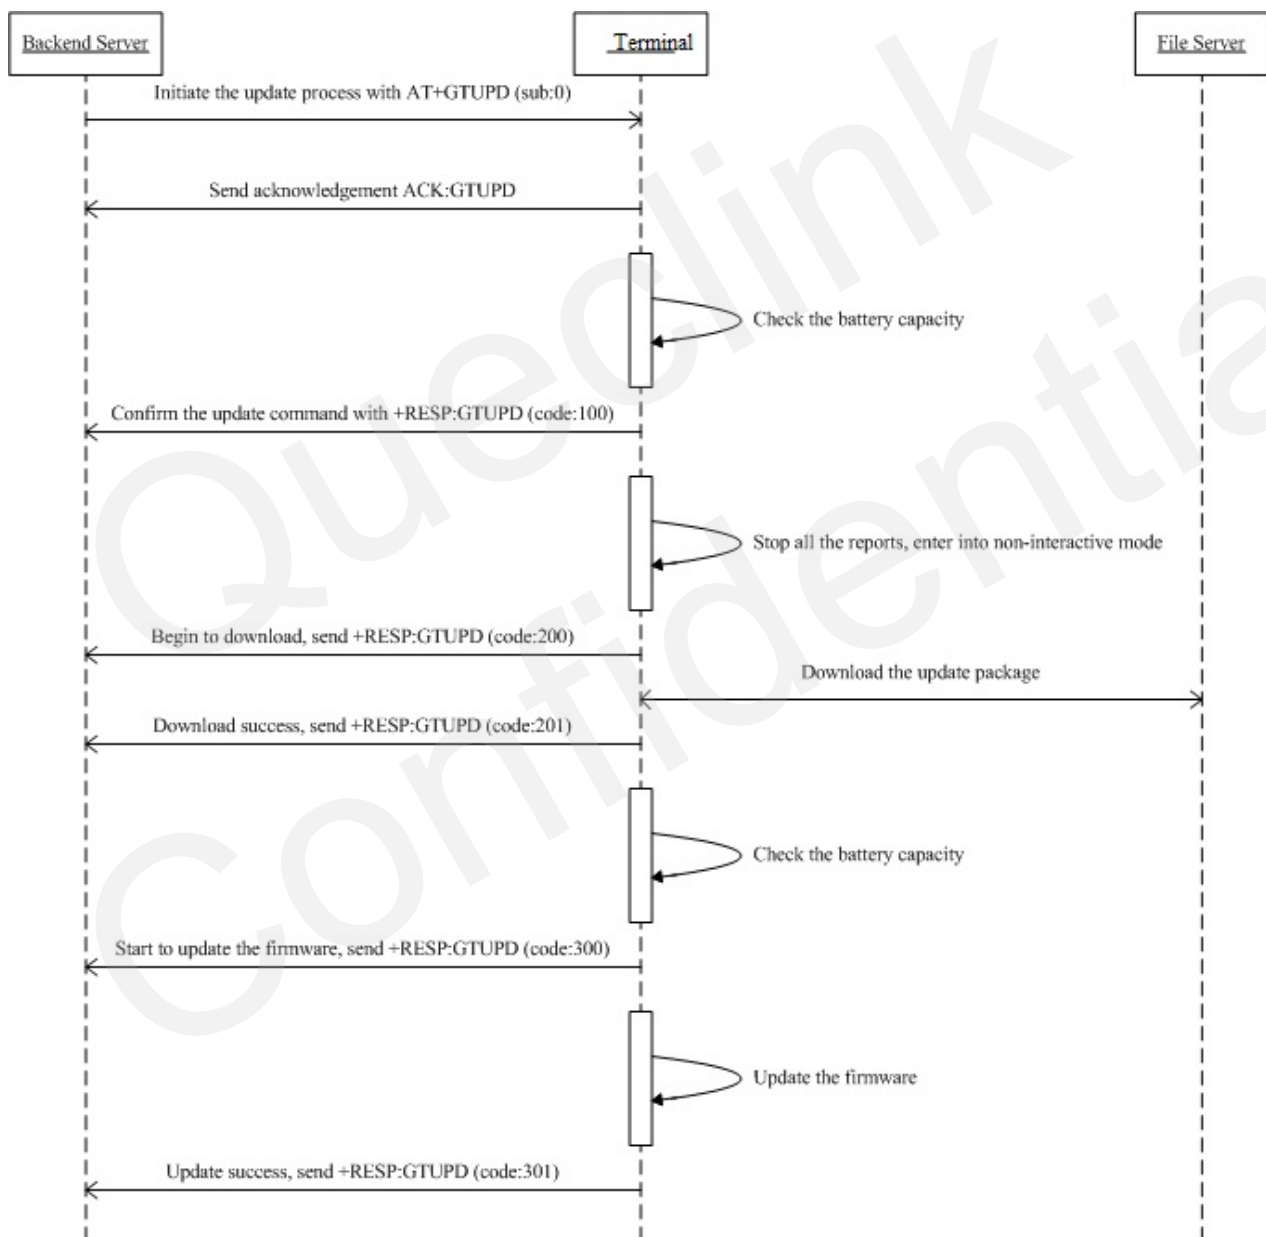 Backend Server
Terminal
File Server
Initiate the update process with AT+GTUPD (sub:0)
Send acknowledgement ACK:GTUPD
Check the battery capacity
Confirm the update command with +RESP:GTUPD (code:100)
Stop all the reports, enter into non-interactive mode
Begin to download, send +RESP:GTUPD (code:200)
Download the update package
Download success, send +RESP:GTUPD (code:201)
Check the battery capacity
Start to update the firmware, send +RESP:GTUPD (code:300)
Update the firmware
Update success, send +RESP:GTUPD (code:301)
Queclink
Confidentia